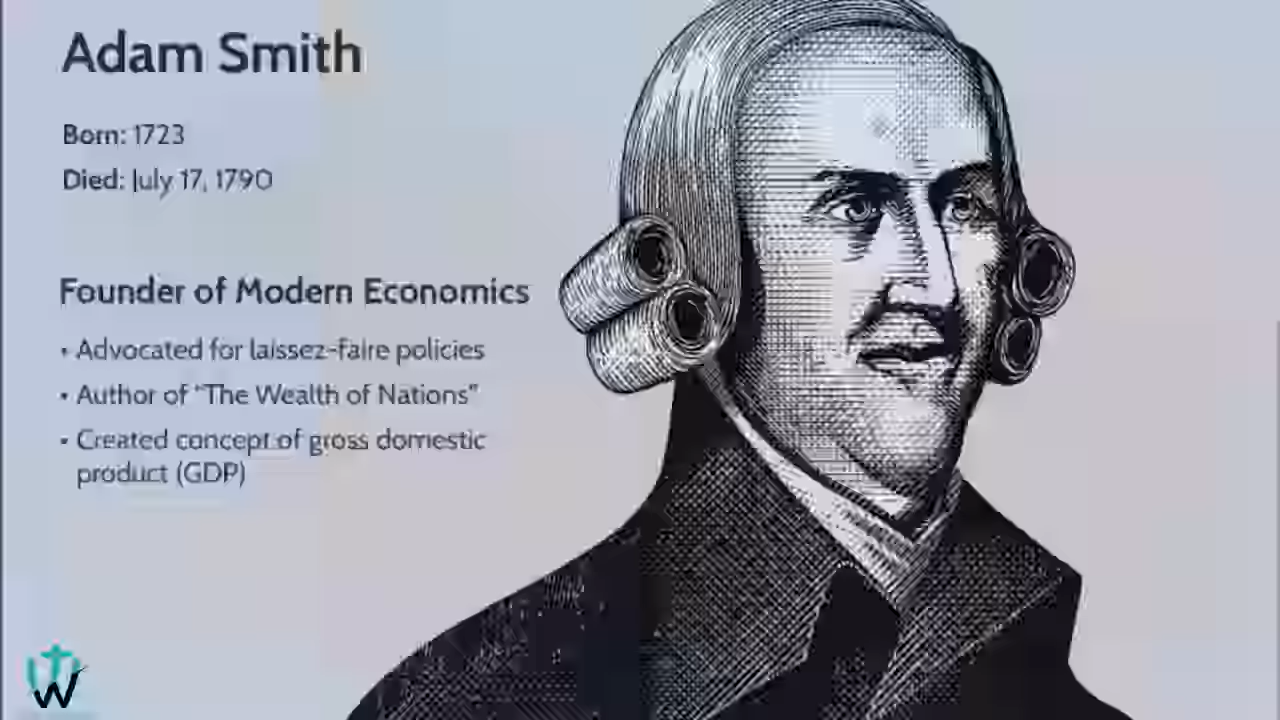 Adam Smith
Born: 1723
Died: July 17, 1790
Founder of Modern Economics
• Advocated for laissez-faire policies
• Author of "The Wealth of Nations"
• Created concept of gross domestic
product (GDP)
W